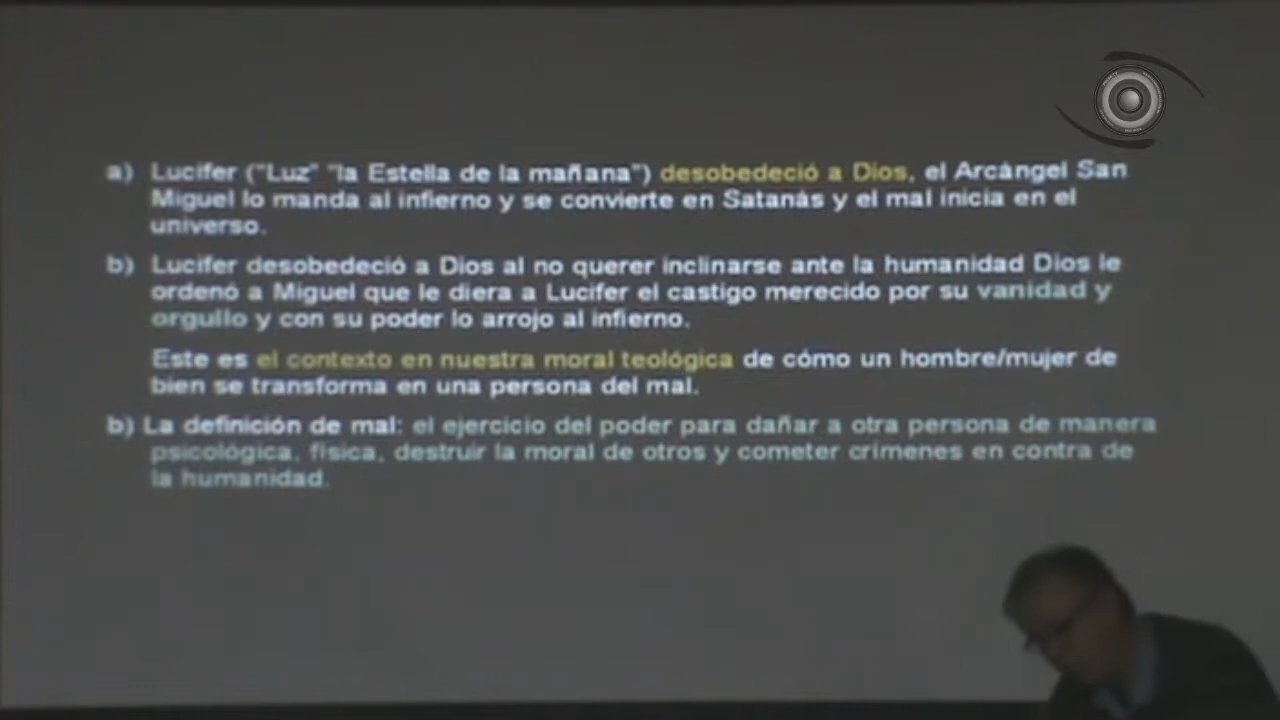 a) Lucifer ("Luz" "la Estella de la mañana") desobedeció a Dios, el Arcángel San
Miguel lo manda al infierno y se convierte en Satanás y el mal inicia en el
universo.
b) Lucifer desobedeció a Dios al no querer inclinarse ante la humanidad Dios le
ordenó a Miguel que le diera a Lucifer el castigo merecido por su vanidad y
orgullo y con su poder lo arrojo al infierno.
Este es el contexto en nuestra moral teológica de cómo un hombre/mujer de
bien se transforma en una persona del mal.
b) La definición de mal: el ejercicio del poder para dañar a otra persona de manera
psicológica, física, destruir la moral de otros y cometer crímenes en contra de
la humanidad.